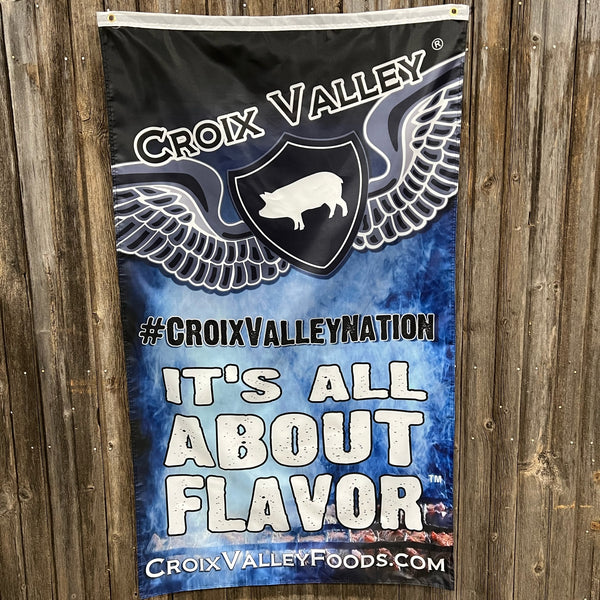 Croix Valley ®
#CroixValleyNation
IT'S ALL
ABOUT
FLAVOR™
CroixValleyFoods.com